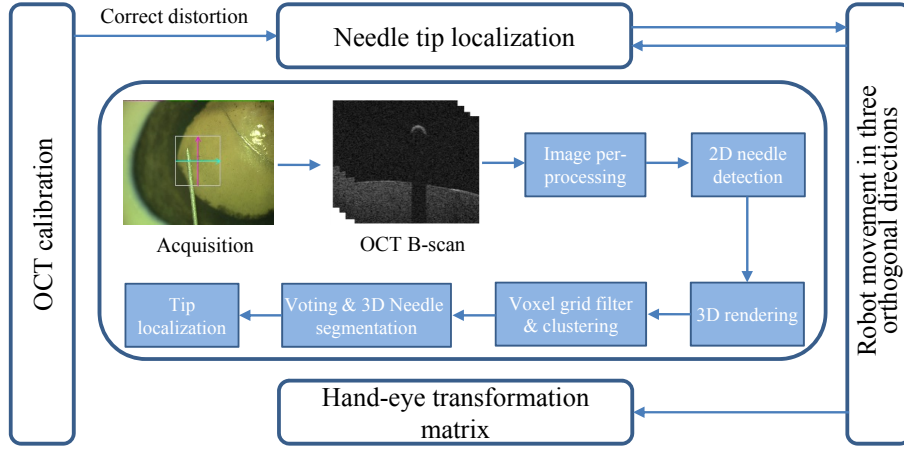 Correct distortion
Needle tip localization
OCT calibration
Image per-
processing
2D needle
detection
Acquisition
OCT B-scan
Tip
localization
Voting & 3D Needle
segmentation
Voxel grid filter
& clustering
3D rendering
Robot movement in three
orthogonal directions
Hand-eye transformation
matrix